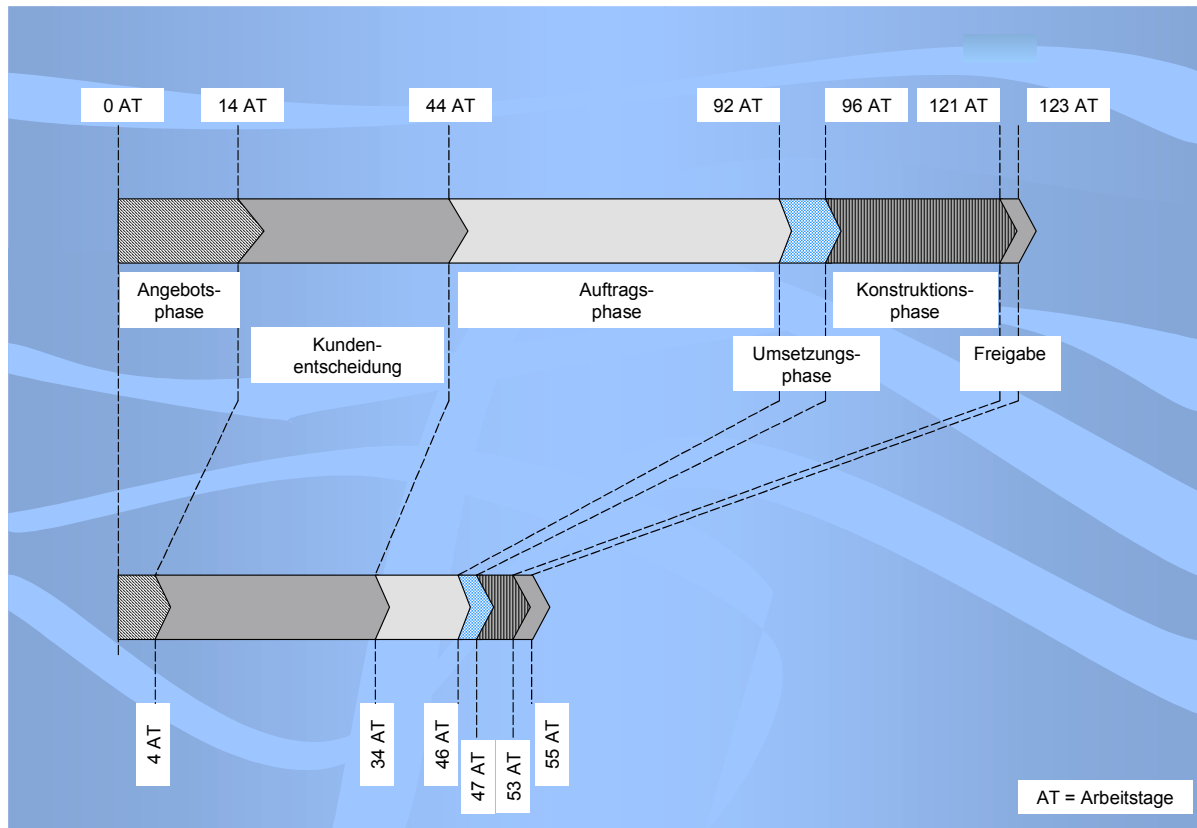 0 AT
14 AT
44 AT
92 AT
96 AT
121 AT
123 AT
Angebots-
phase
Auftrags-
phase
Konstruktions-
phase
Kunden-
entscheidung
Umsetzungs-
phase
Freigabe
4 AT
34 AT
46 AT
47 AT
53 AT
55 AT
AT = Arbeitstage